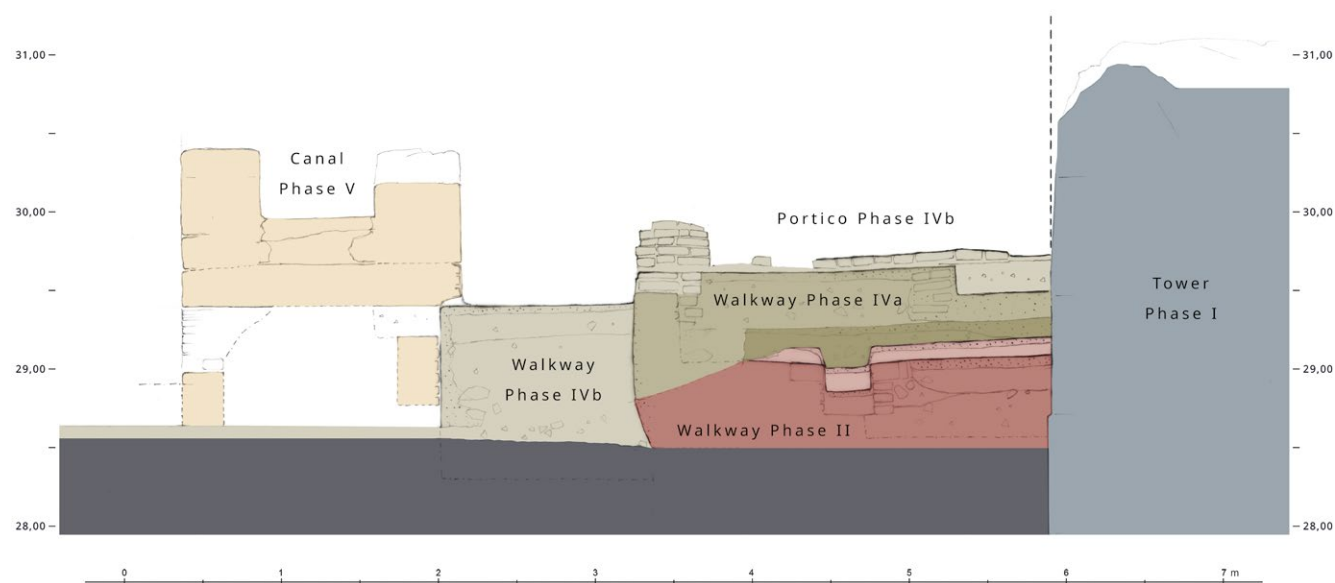 31,00
31,00
Canal
Phase V
30,00
Portico Phase IVb
30,00
Walkway Phase IVa
Tower
Phase I
29,00
Walkway
Phase IVb
29,00
Walkway Phase II
28,00
28,00
0 1 2 3 4 5 6 7 m